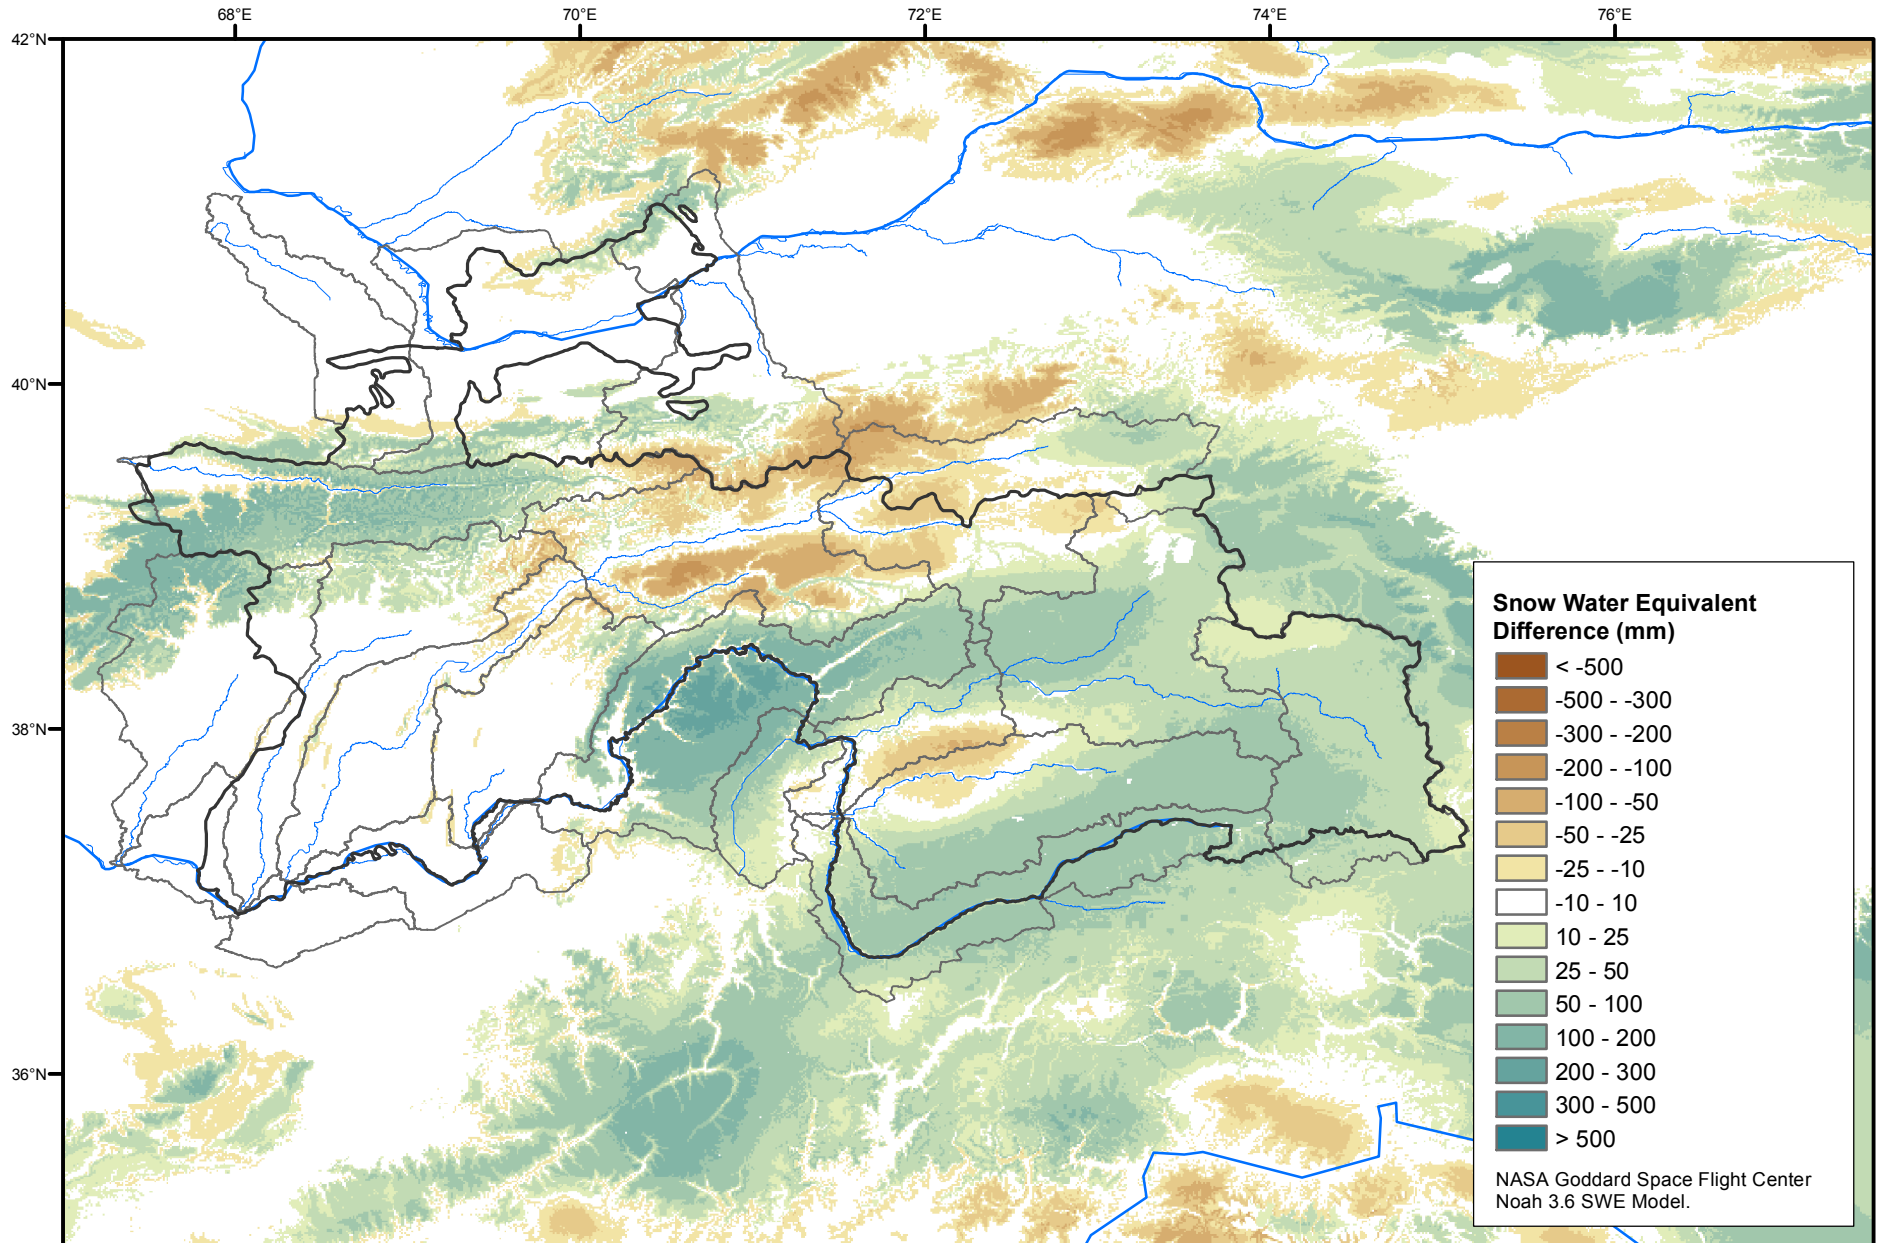 68°E
70°E
72°E
74°E
76°E
42°N
40°N
38°N
36°N
Snow Water Equivalent
Difference (mm)
< -500
-500 - -300
-300 - -200
-200 - -100
-100 - -50
-50 - -25
-25 - -10
-10 - 10
10 - 25
25 - 50
50 - 100
100 - 200
200 - 300
300 - 500
> 500
NASA Goddard Space Flight Center
Noah 3.6 SWE Model.